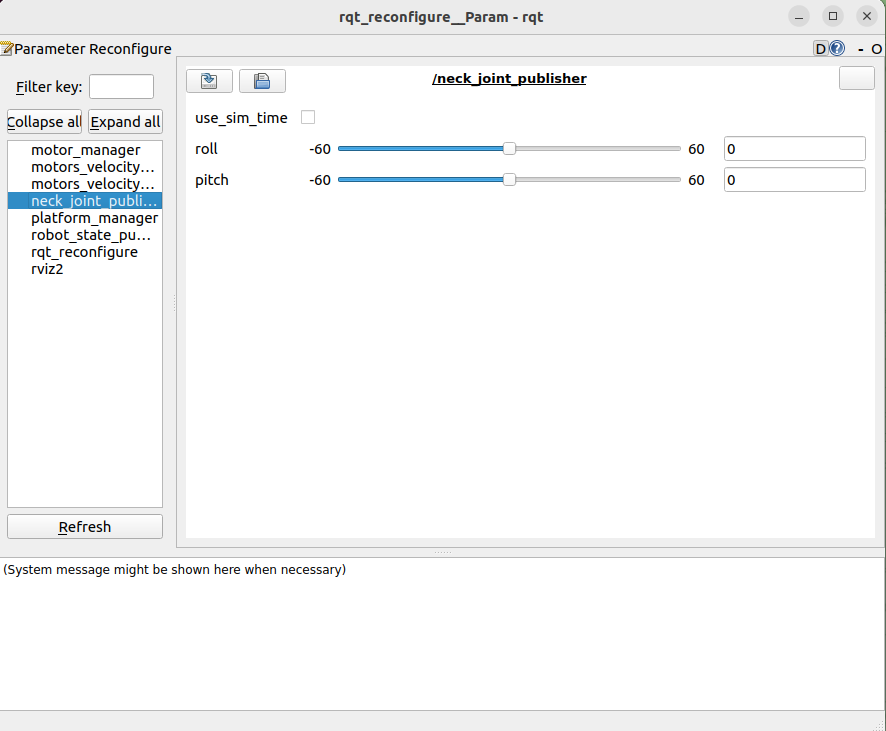 rqt_reconfigure__Param - rqt
Parameter Reconfigure
D ? - O
Filter key:
Collapse all Expand all
motor_manager
motors_velocity...
motors_velocity...
neck_joint_publi...
platform_manager
robot_state_pu...
rqt_reconfigure
rviz2
Refresh
/neck_joint_publisher
use_sim_time
roll -60 60 0
pitch -60 60 0
(System message might be shown here when necessary)